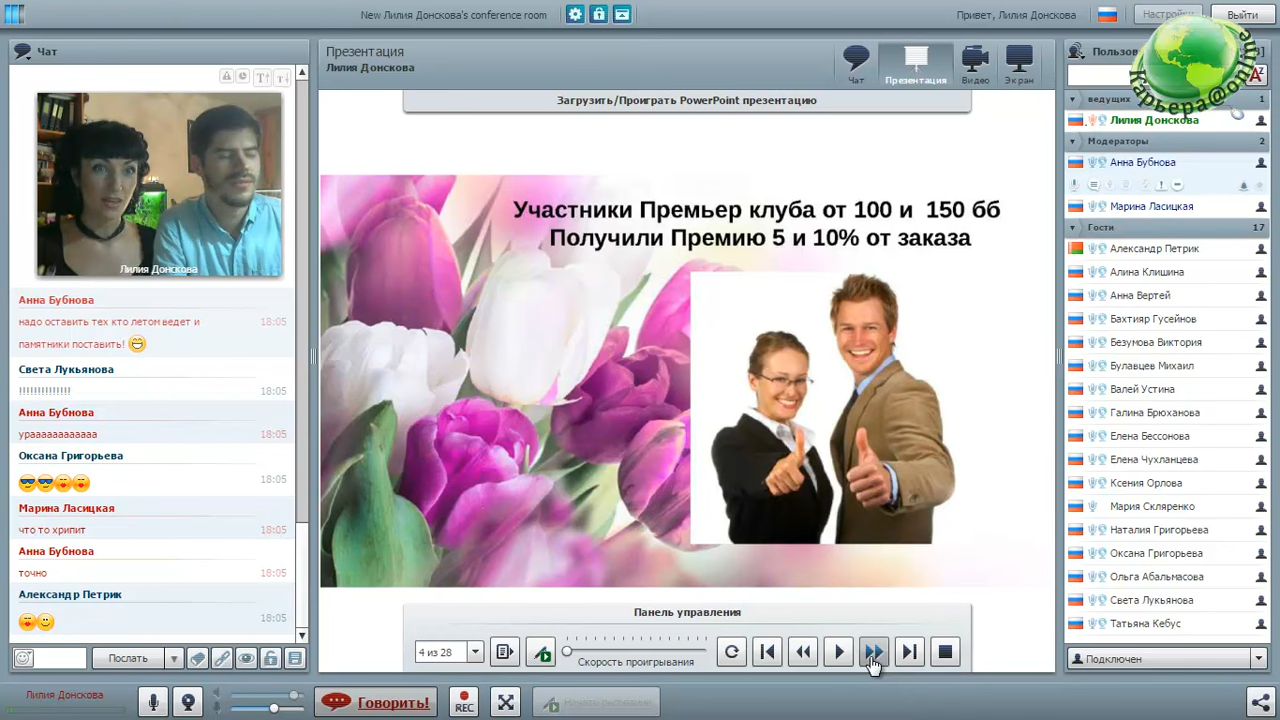 New Лилия Донскова's conference room
Привет, Лилия Донскова
Настройки
Выйти
Чат
Лилия Донскова
Анна Бубнова
надо оставить тех кто летом ведет и
18:05
памятники поставить!
Света Лукьянова
!!!!!!!!!!!!!!
18:05
Анна Бубнова
урааааааааааа
18:05
Оксана Григорьева
18:05
Марина Ласицкая
что то хрипит
18:05
Анна Бубнова
точно
18:05
Александр Петрик
18:05
Послать
Лилия Донскова
Говорить!
REC
Презентация
Лилия Донскова
Чат
Презентация
Видео
Экран
Загрузить/Проиграть PowerPoint презентацию
Участники Премьер клуба от 100 и 150 бб
Получили Премию 5 и 10% от заказа
Панель управления
4 из 28
Скорость проигрывания
карьера@online
ведущих 1
Лилия Донскова
Модераторы 2
Анна Бубнова
Марина Ласицкая
Гости 17
Александр Петрик
Алина Клишина
Анна Вертей
Бахтияр Гусейнов
Безумова Виктория
Булавцев Михаил
Валей Устина
Галина Брюханова
Елена Бессонова
Елена Чухланцева
Ксения Орлова
Мария Скляренко
Наталия Григорьева
Оксана Григорьева
Ольга Абальмасова
Света Лукьянова
Татьяна Кебус
Подключен